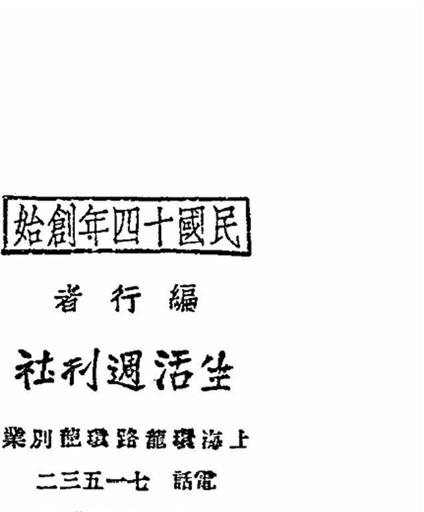 民國十四年創始
編行者
生活週刊社
上海環龍路環龍別業
電話 七一五三二